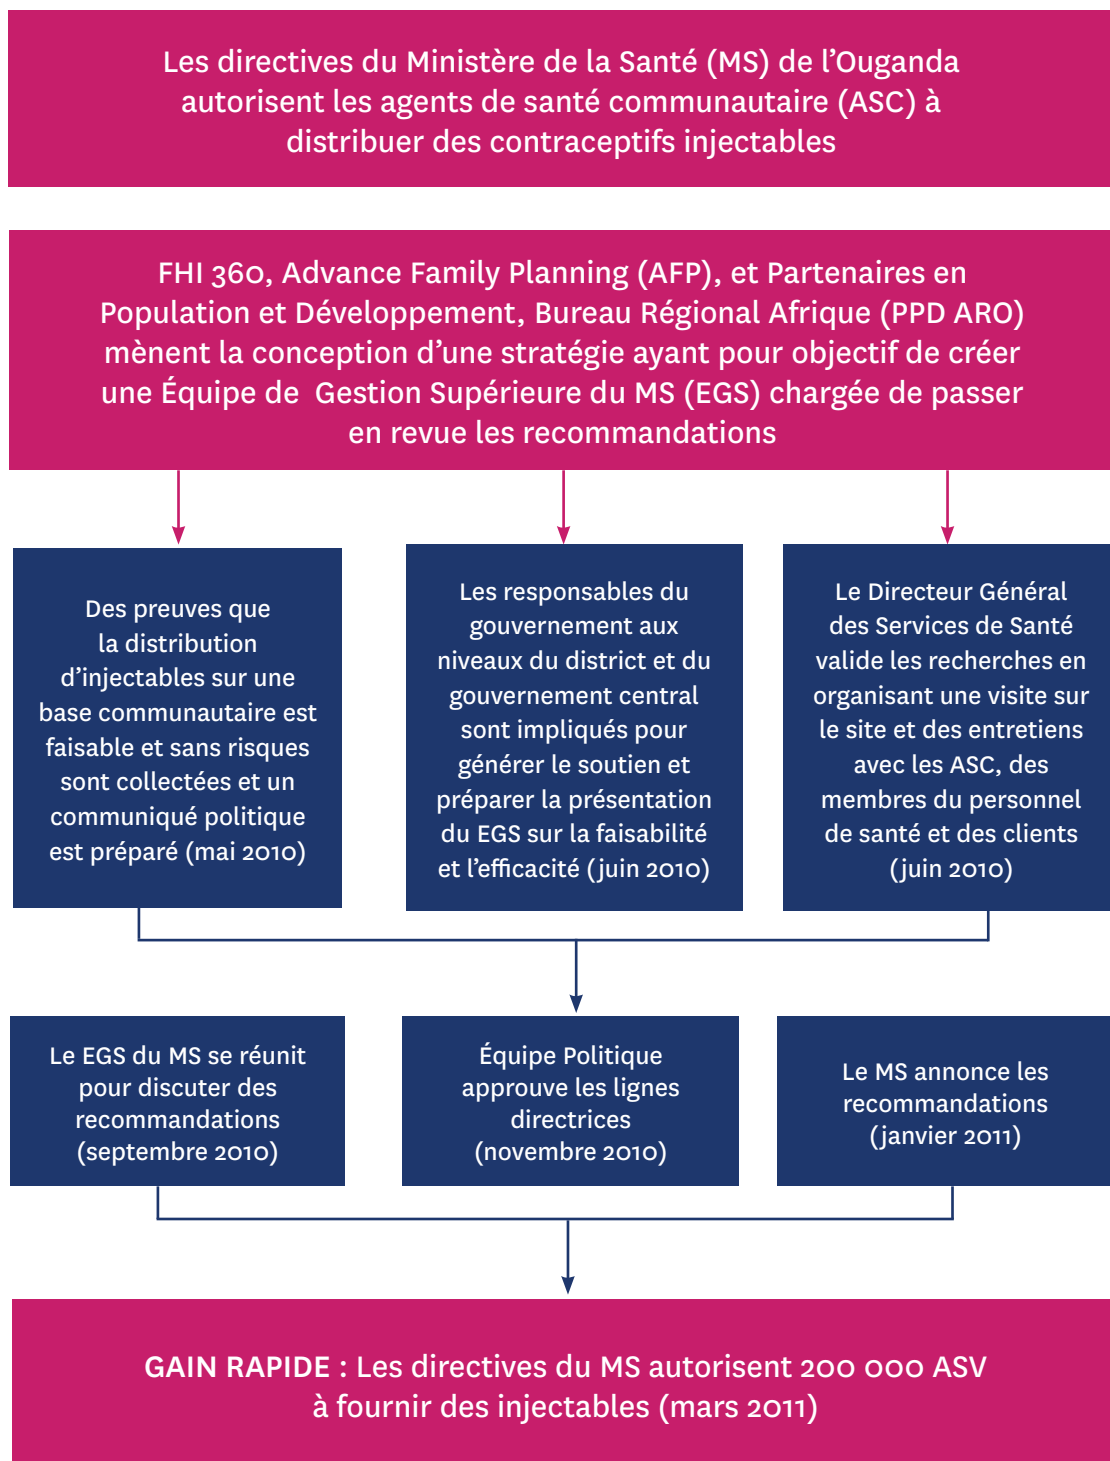 Les directives du Ministère de la Santé (MS) de l'Ouganda
autorisent les agents de santé communautaire (ASC) à
distribuer des contraceptifs injectables
FHI 360, Advance Family Planning (AFP), et Partenaires en
Population et Développement, Bureau Régional Afrique (PPD ARO)
mènent la conception d'une stratégie ayant pour objectif de créer
une Équipe de Gestion Supérieure du MS (EGS) chargée de passer
en revue les recommandations
Des preuves que
la distribution
d'injectables sur une
base communautaire est
faisable et sans risques
sont collectées et un
communiqué politique
est préparé (mai 2010)
Les responsables du
gouvernement aux
niveaux du district et du
gouvernement central
sont impliqués pour
générer le soutien et
préparer la présentation
du EGS sur la faisabilité
et l'efficacité (juin 2010)
Le Directeur Général
des Services de Santé
valide les recherches en
organisant une visite sur
le site et des entretiens
avec les ASC, des
membres du personnel
de santé et des clients
(juin 2010)
Le EGS du MS se réunit
pour discuter des
recommandations
(septembre 2010)
Équipe Politique
approuve les lignes
directrices
(novembre 2010)
Le MS annonce les
recommandations
(janvier 2011)
GAIN RAPIDE : Les directives du MS autorisent 200 000 ASV
à fournir des injectables (mars 2011)